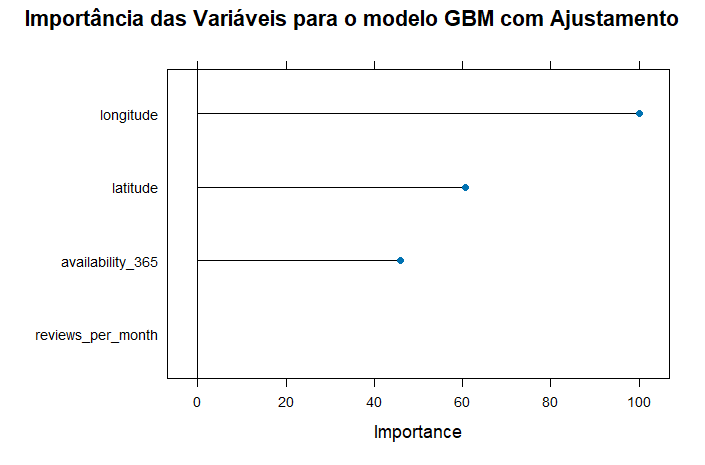 Importância das Variáveis para o modelo GBM com Ajustamento
longitude
latitude
availability_365
reviews_per_month
0 20 40 60 80 100
Importance